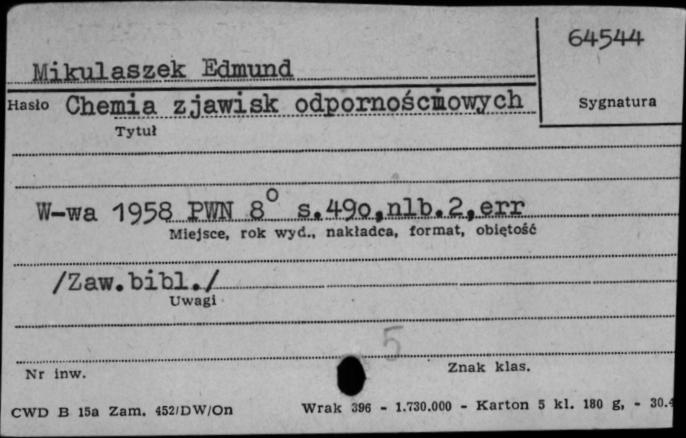 64544
Mikulaszek Edmund
Hasło Chemia zjawisk odpornościowych
Sygnatura
Tytuł
W-wa 1958 PWN 8° s.490,nlb.2,err
Miejsce, rok wyd., nakładca, format, objętość
/Zaw.bibl./
Uwagi
5
Nr inw.
Znak klas.
CWD B 15a Zam. 452/DW/On Wrak 396 - 1.730.000 - Karton 5 kl. 180 g, - 30.4